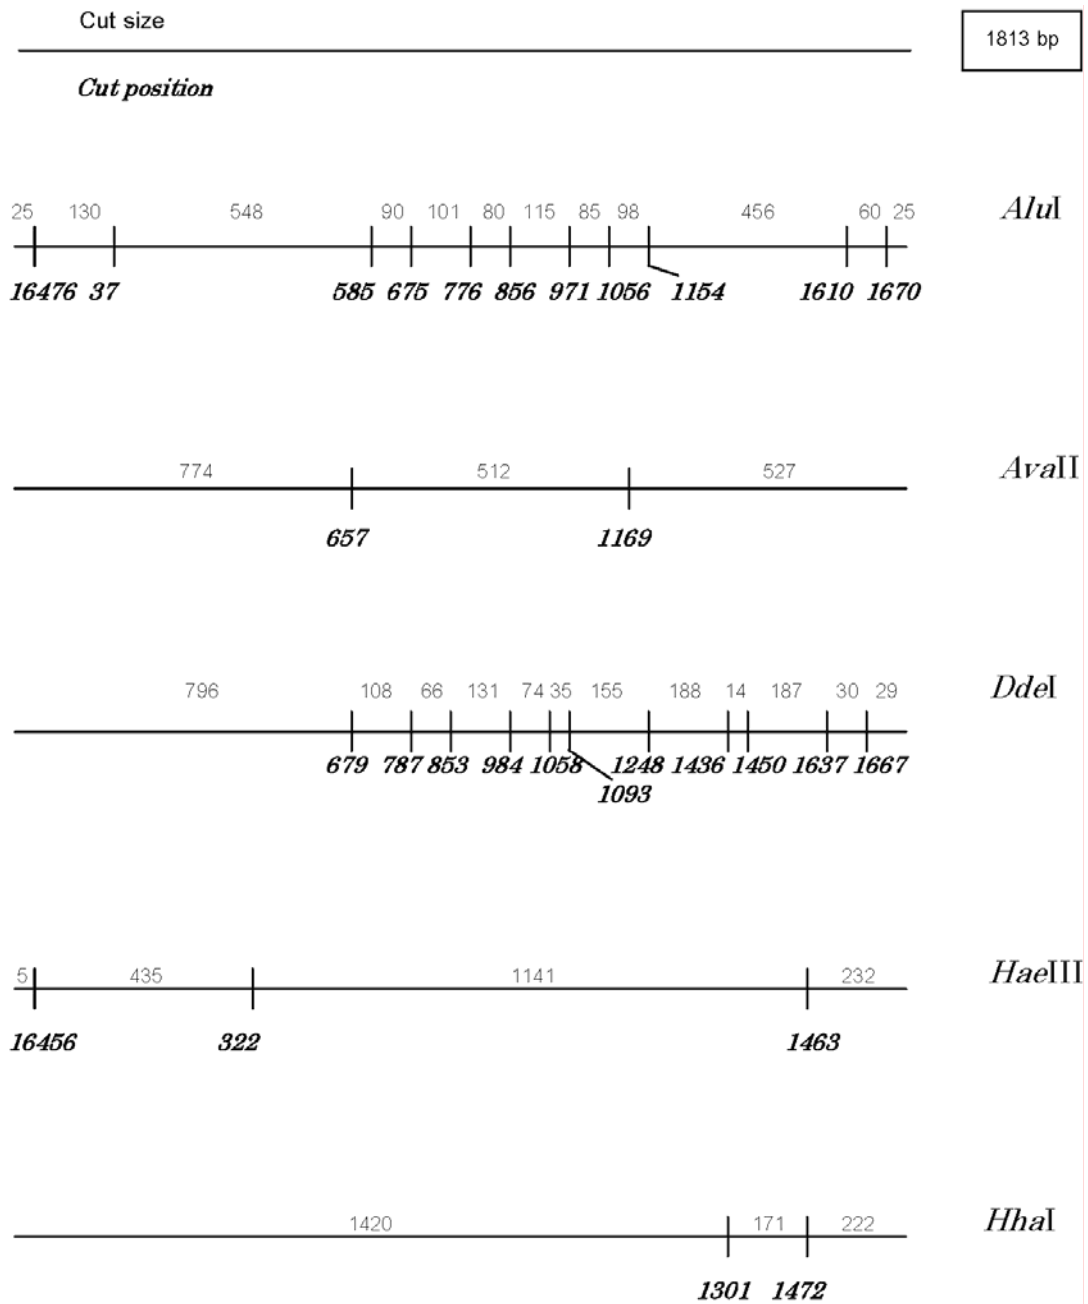 Cut size
1813 bp
Cut position
25 130 548 90 101 80 115 85 98 456 60 25
AluI
16476 37 585 675 776 856 971 1056 1154 1610 1670
774 512 527
AvaII
657 1169
796 108 66 131 74 35 155 188 14 187 30 29
DdeI
679 787 853 984 1058 1248 1436 1450 1637 1667
1093
5 435 1141 232
HaeIII
16456 322 1463
1420 171 222
HhaI
1301 1472